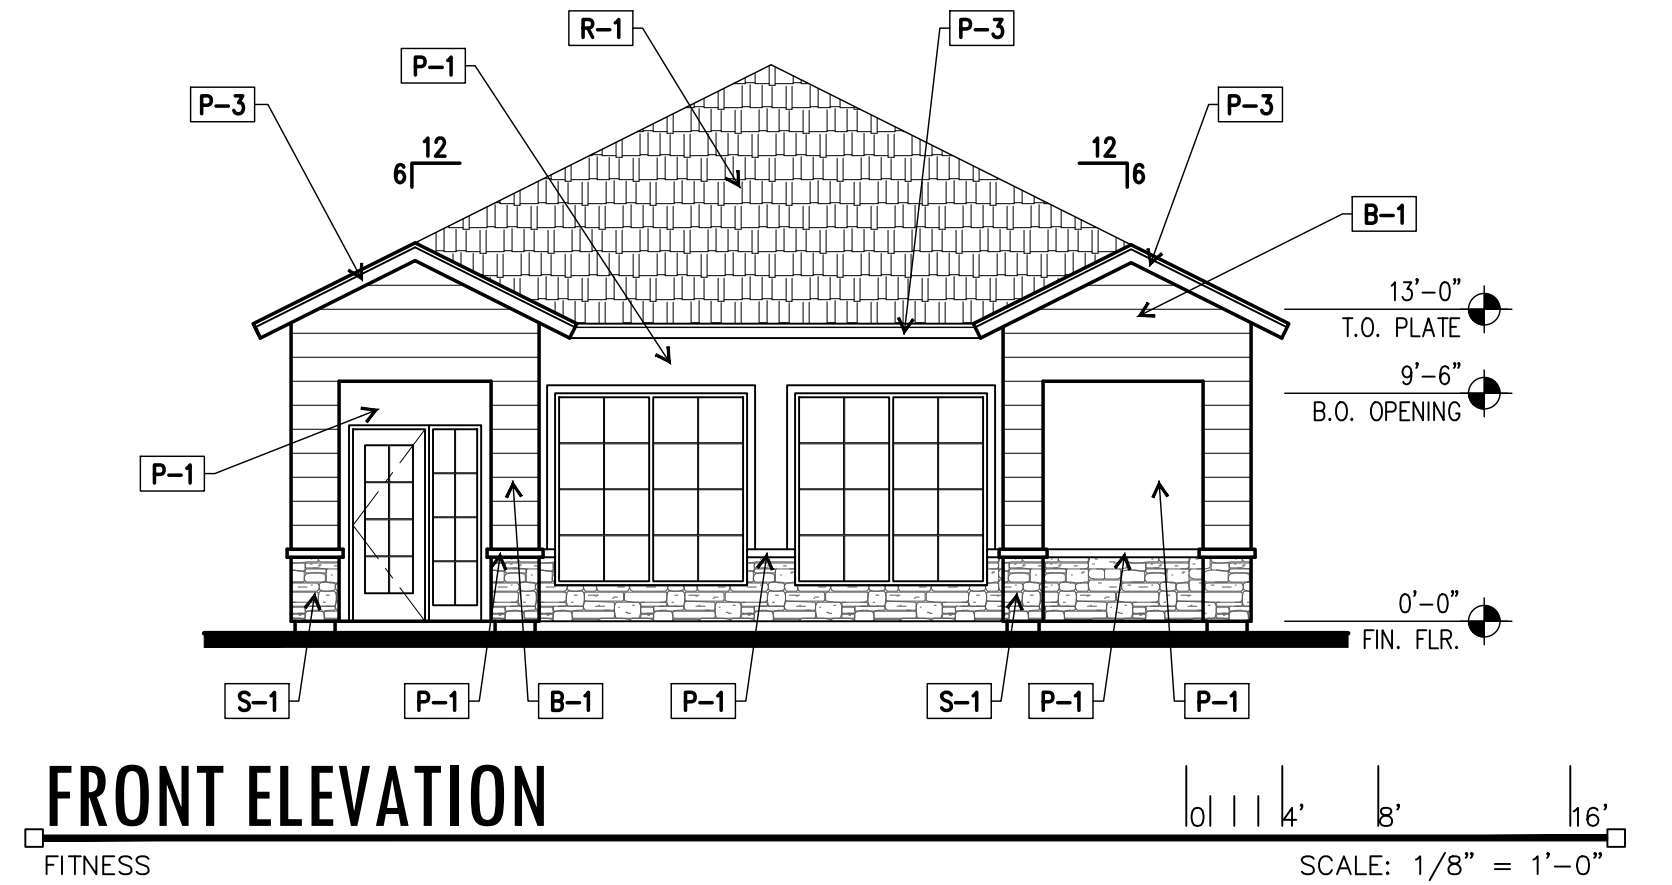 R-1
P-3
P-1
P-3
P-3
12
6
12
6
B-1
13'-0"
T.O. PLATE
9'-6"
B.O. OPENING
P-1
0'-0"
FIN. FLR.
S-1
P-1
B-1
P-1
S-1
P-1
P-1
FRONT ELEVATION
0 4' 8' 16'
FITNESS
SCALE: 1/8" = 1'-0"